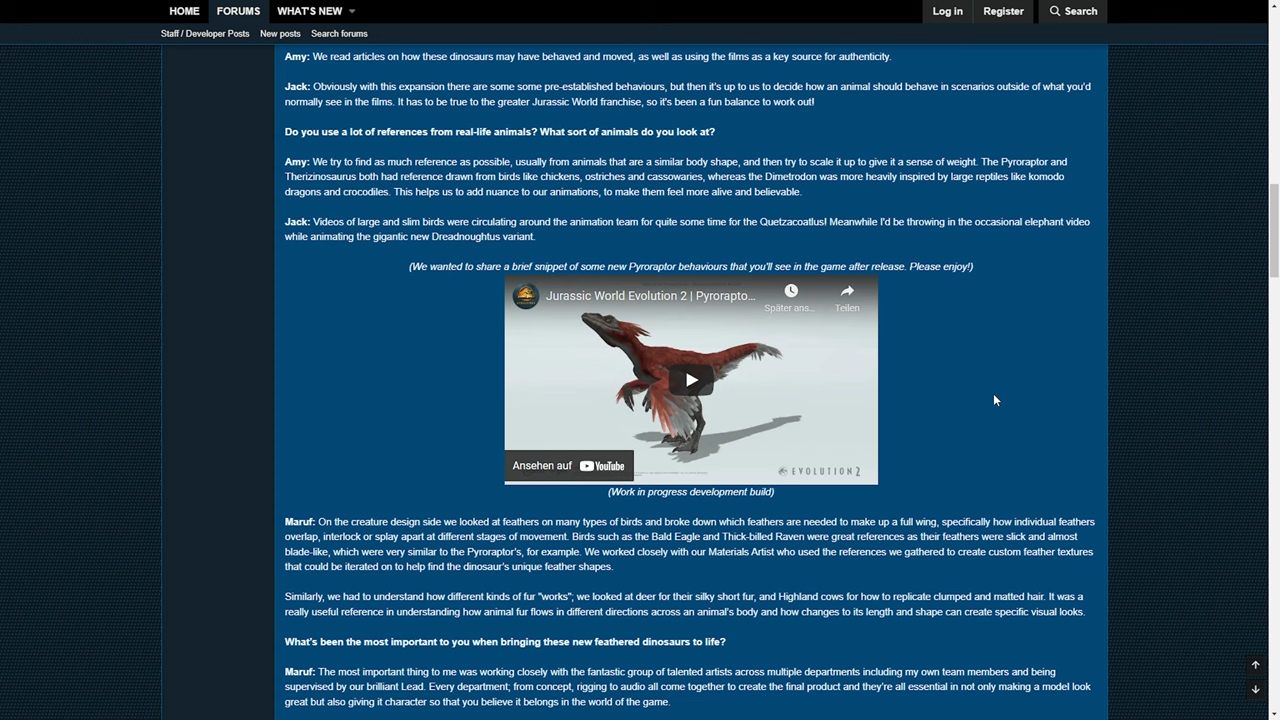 HOME FORUMS WHAT'S NEW Log in Register Search
Staff / Developer Posts New posts Search forums
Amy: We read articles on how these dinosaurs may have behaved and moved, as well as using the films as a key source for authenticity.
Jack: Obviously with this expansion there are some some pre-established behaviours, but then it's up to us to decide how an animal should behave in scenarios outside of what you'd
normally see in the films. It has to be true to the greater Jurassic World franchise, so it's been a fun balance to work out!
Do you use a lot of references from real-life animals? What sort of animals do you look at?
Amy: We try to find as much reference as possible, usually from animals that are a similar body shape, and then try to scale it up to give it a sense of weight. The Pyroraptor and
Therizinosaurus both had reference drawn from birds like chickens, ostriches and cassowaries, whereas the Dimetrodon was more heavily inspired by large reptiles like komodo
dragons and crocodiles. This helps us to add nuance to our animations, to make them feel more alive and believable.
Jack: Videos of large and slim birds were circulating around the animation team for quite some time for the Quetzacoatlus! Meanwhile I'd be throwing in the occasional elephant video
while animating the gigantic new Dreadnoughtus variant.
(We wanted to share a brief snippet of some new Pyroraptor behaviours that you'll see in the game after release. Please enjoy!)
Jurassic World Evolution 2 | Pyrorapto...
Später ans... Teilen
Ansehen auf YouTube
EVOLUTION 2
(Work in progress development build)
Maruf: On the creature design side we looked at feathers on many types of birds and broke down which feathers are needed to make up a full wing, specifically how individual feathers
overlap, interlock or splay apart at different stages of movement. Birds such as the Bald Eagle and Thick-billed Raven were great references as their feathers were slick and almost
blade-like, which were very similar to the Pyroraptor's, for example. We worked closely with our Materials Artist who used the references we gathered to create custom feather textures
that could be iterated on to help find the dinosaur's unique feather shapes.
Similarly, we had to understand how different kinds of fur "works"; we looked at deer for their silky short fur, and Highland cows for how to replicate clumped and matted hair. It was a
really useful reference in understanding how animal fur flows in different directions across an animal's body and how changes to its length and shape can create specific visual looks.
What's been the most important to you when bringing these new feathered dinosaurs to life?
Maruf: The most important thing to me was working closely with the fantastic group of talented artists across multiple departments including my own team members and being
supervised by our brilliant Lead. Every department; from concept, rigging to audio all come together to create the final product and they're all essential in not only making a model look
great but also giving it character so that you believe it belongs in the world of the game.